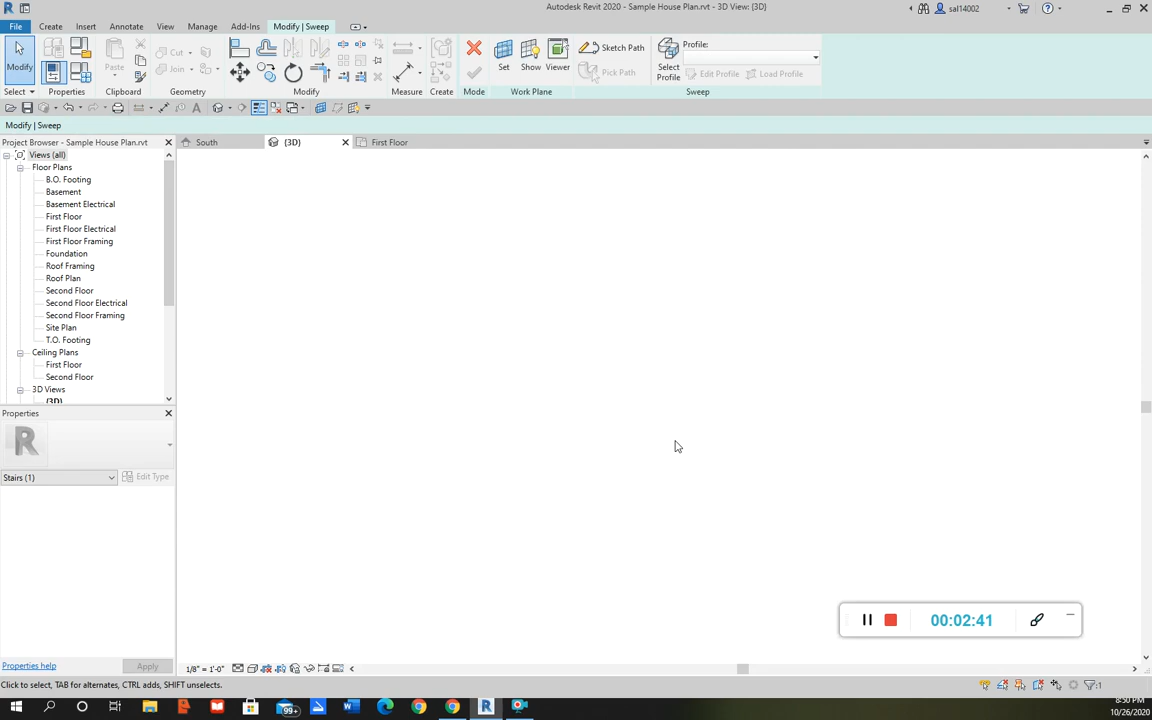 Autodesk Revit 2020 - Sample House Plan.rvt - 3D View: {3D}
sal14002
File Create Insert Annotate View Manage Add-Ins Modify | Sweep
Modify
Paste
Cut
Join
Set Show Viewer
Sketch Path
Pick Path
Select Profile
Profile:
Edit Profile Load Profile
Select Properties Clipboard Geometry Modify Measure Create Mode Work Plane Sweep
Modify | Sweep
Project Browser - Sample House Plan.rvt
South {3D} First Floor
Views (all)
Floor Plans
B.O. Footing
Basement
Basement Electrical
First Floor
First Floor Electrical
First Floor Framing
Foundation
Roof Framing
Roof Plan
Second Floor
Second Floor Electrical
Second Floor Framing
Site Plan
T.O. Footing
Ceiling Plans
First Floor
Second Floor
3D Views
{3D}
Properties
Stairs (1) Edit Type
00:02:41
Properties help Apply
1/8" = 1'-0"
Click to select, TAB for alternates, CTRL adds, SHIFT unselects.
:1
99+
8:50 PM
10/26/2020